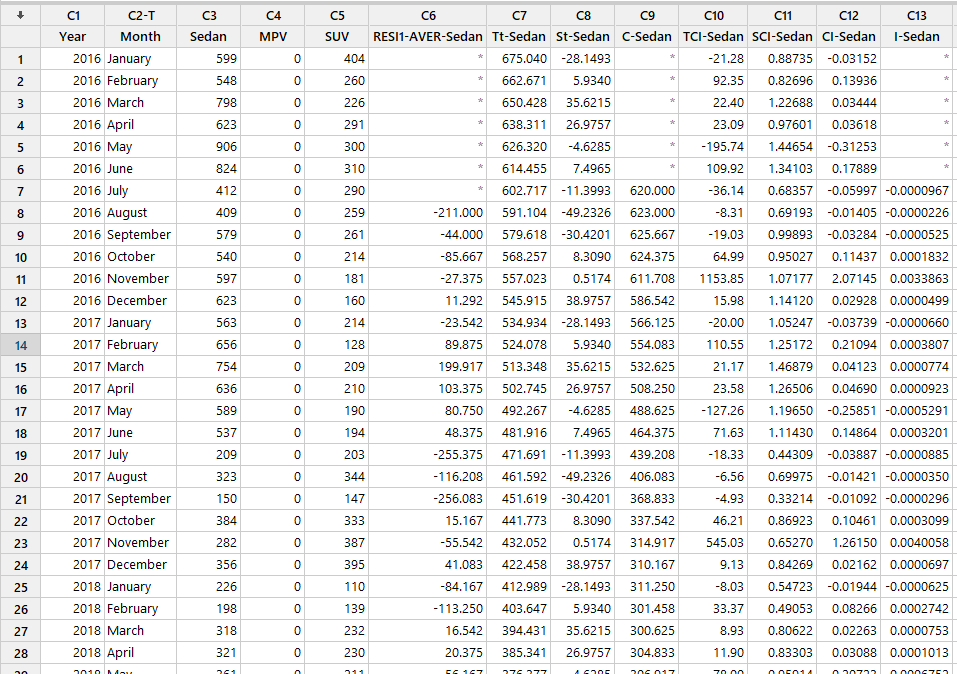 C1 C2-T C3 C4 C5 C6 C7 C8 C9 C10 C11 C12 C13
Year Month Sedan MPV SUV RESI1-AVER-Sedan Tt-Sedan St-Sedan C-Sedan TCI-Sedan SCI-Sedan CI-Sedan I-Sedan
1 2016 January 599 0 404 * 675.040 -28.1493 * -21.28 0.88735 -0.03152 *
2 2016 February 548 0 260 * 662.671 5.9340 * 92.35 0.82696 0.13936 *
3 2016 March 798 0 226 * 650.428 35.6215 * 22.40 1.22688 0.03444 *
4 2016 April 623 0 291 * 638.311 26.9757 * 23.09 0.97601 0.03618 *
5 2016 May 906 0 300 * 626.320 -4.6285 * -195.74 1.44654 -0.31253 *
6 2016 June 824 0 310 * 614.455 7.4965 * 109.92 1.34103 0.17889 *
7 2016 July 412 0 290 * 602.717 -11.3993 620.000 -36.14 0.68357 -0.05997 -0.0000967
8 2016 August 409 0 259 -211.000 591.104 -49.2326 623.000 -8.31 0.69193 -0.01405 -0.0000226
9 2016 September 579 0 261 -44.000 579.618 -30.4201 625.667 -19.03 0.99893 -0.03284 -0.0000525
10 2016 October 540 0 214 -85.667 568.257 8.3090 624.375 64.99 0.95027 0.11437 0.0001832
11 2016 November 597 0 181 -27.375 557.023 0.5174 611.708 1153.85 1.07177 2.07145 0.0033863
12 2016 December 623 0 160 11.292 545.915 38.9757 586.542 15.98 1.14120 0.02928 0.0000499
13 2017 January 563 0 214 -23.542 534.934 -28.1493 566.125 -20.00 1.05247 -0.03739 -0.0000660
14 2017 February 656 0 128 89.875 524.078 5.9340 554.083 110.55 1.25172 0.21094 0.0003807
15 2017 March 754 0 209 199.917 513.348 35.6215 532.625 21.17 1.46879 0.04123 0.0000774
16 2017 April 636 0 210 103.375 502.745 26.9757 508.250 23.58 1.26506 0.04690 0.0000923
17 2017 May 589 0 190 80.750 492.267 -4.6285 488.625 -127.26 1.19650 -0.25851 -0.0005291
18 2017 June 537 0 194 48.375 481.916 7.4965 464.375 71.63 1.11430 0.14864 0.0003201
19 2017 July 209 0 203 -255.375 471.691 -11.3993 439.208 -18.33 0.44309 -0.03887 -0.0000885
20 2017 August 323 0 344 -116.208 461.592 -49.2326 406.083 -6.56 0.69975 -0.01421 -0.0000350
21 2017 September 150 0 147 -256.083 451.619 -30.4201 368.833 -4.93 0.33214 -0.01092 -0.0000296
22 2017 October 384 0 333 15.167 441.773 8.3090 337.542 46.21 0.86923 0.10461 0.0003099
23 2017 November 282 0 387 -55.542 432.052 0.5174 314.917 545.03 0.65270 1.26150 0.0040058
24 2017 December 356 0 395 41.083 422.458 38.9757 310.167 9.13 0.84269 0.02162 0.0000697
25 2018 January 226 0 110 -84.167 412.989 -28.1493 311.250 -8.03 0.54723 -0.01944 -0.0000625
26 2018 February 198 0 139 -113.250 403.647 5.9340 301.458 33.37 0.49053 0.08266 0.0002742
27 2018 March 318 0 232 16.542 394.431 35.6215 300.625 8.93 0.80622 0.02263 0.0000753
28 2018 April 321 0 230 20.375 385.341 26.9757 304.833 11.90 0.83303 0.03088 0.0001013